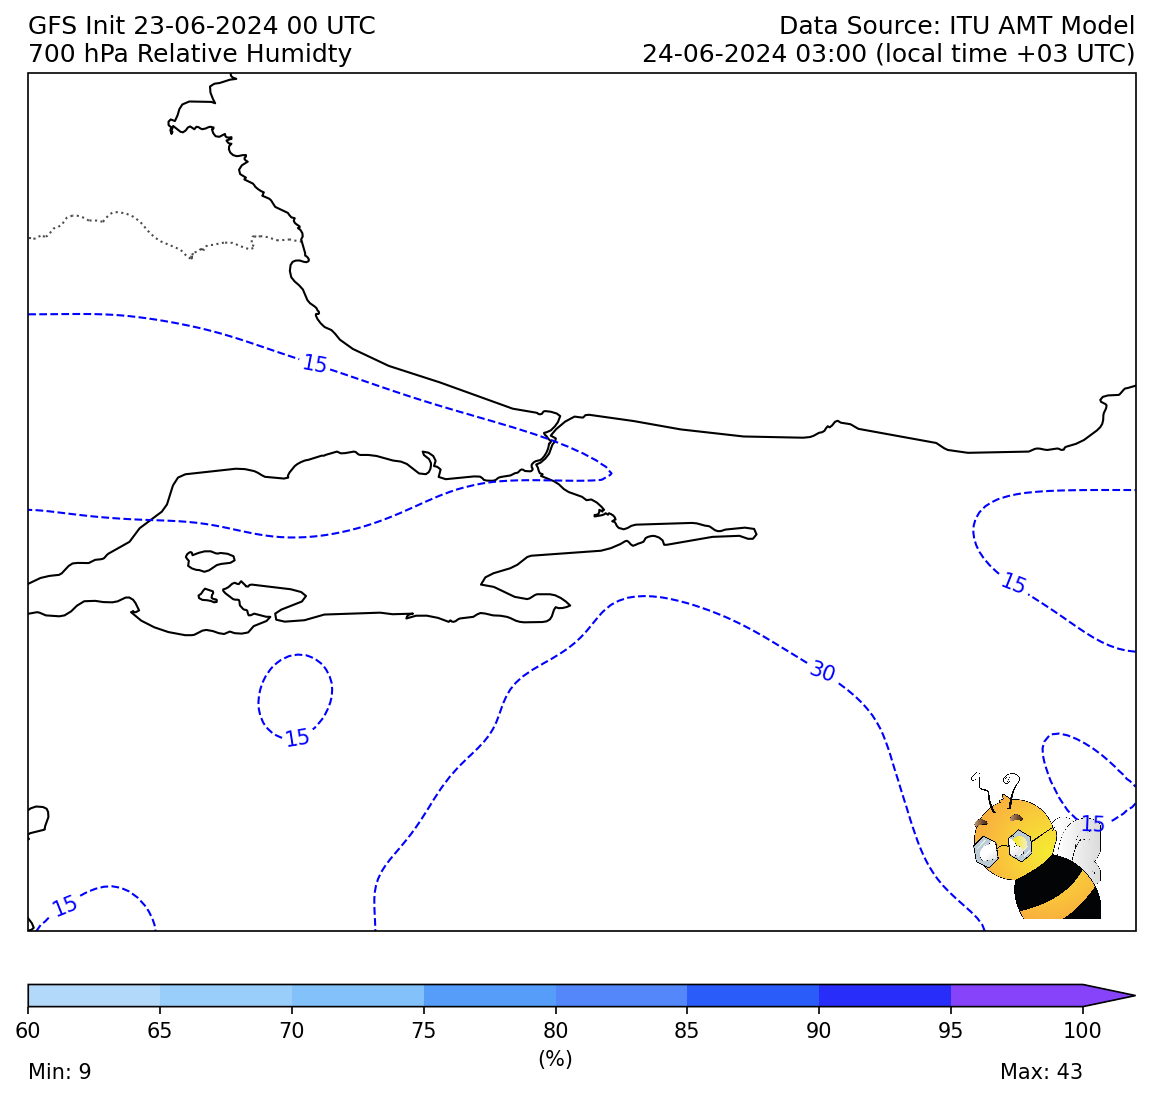 GFS Init 23-06-2024 00 UTC
Data Source: ITU AMT Model
700 hPa Relative Humidty
24-06-2024 03:00 (local time +03 UTC)
15
15
30
15
15
15
60 65 70 75 80 85 90 95 100
(%)
Min: 9
Max: 43